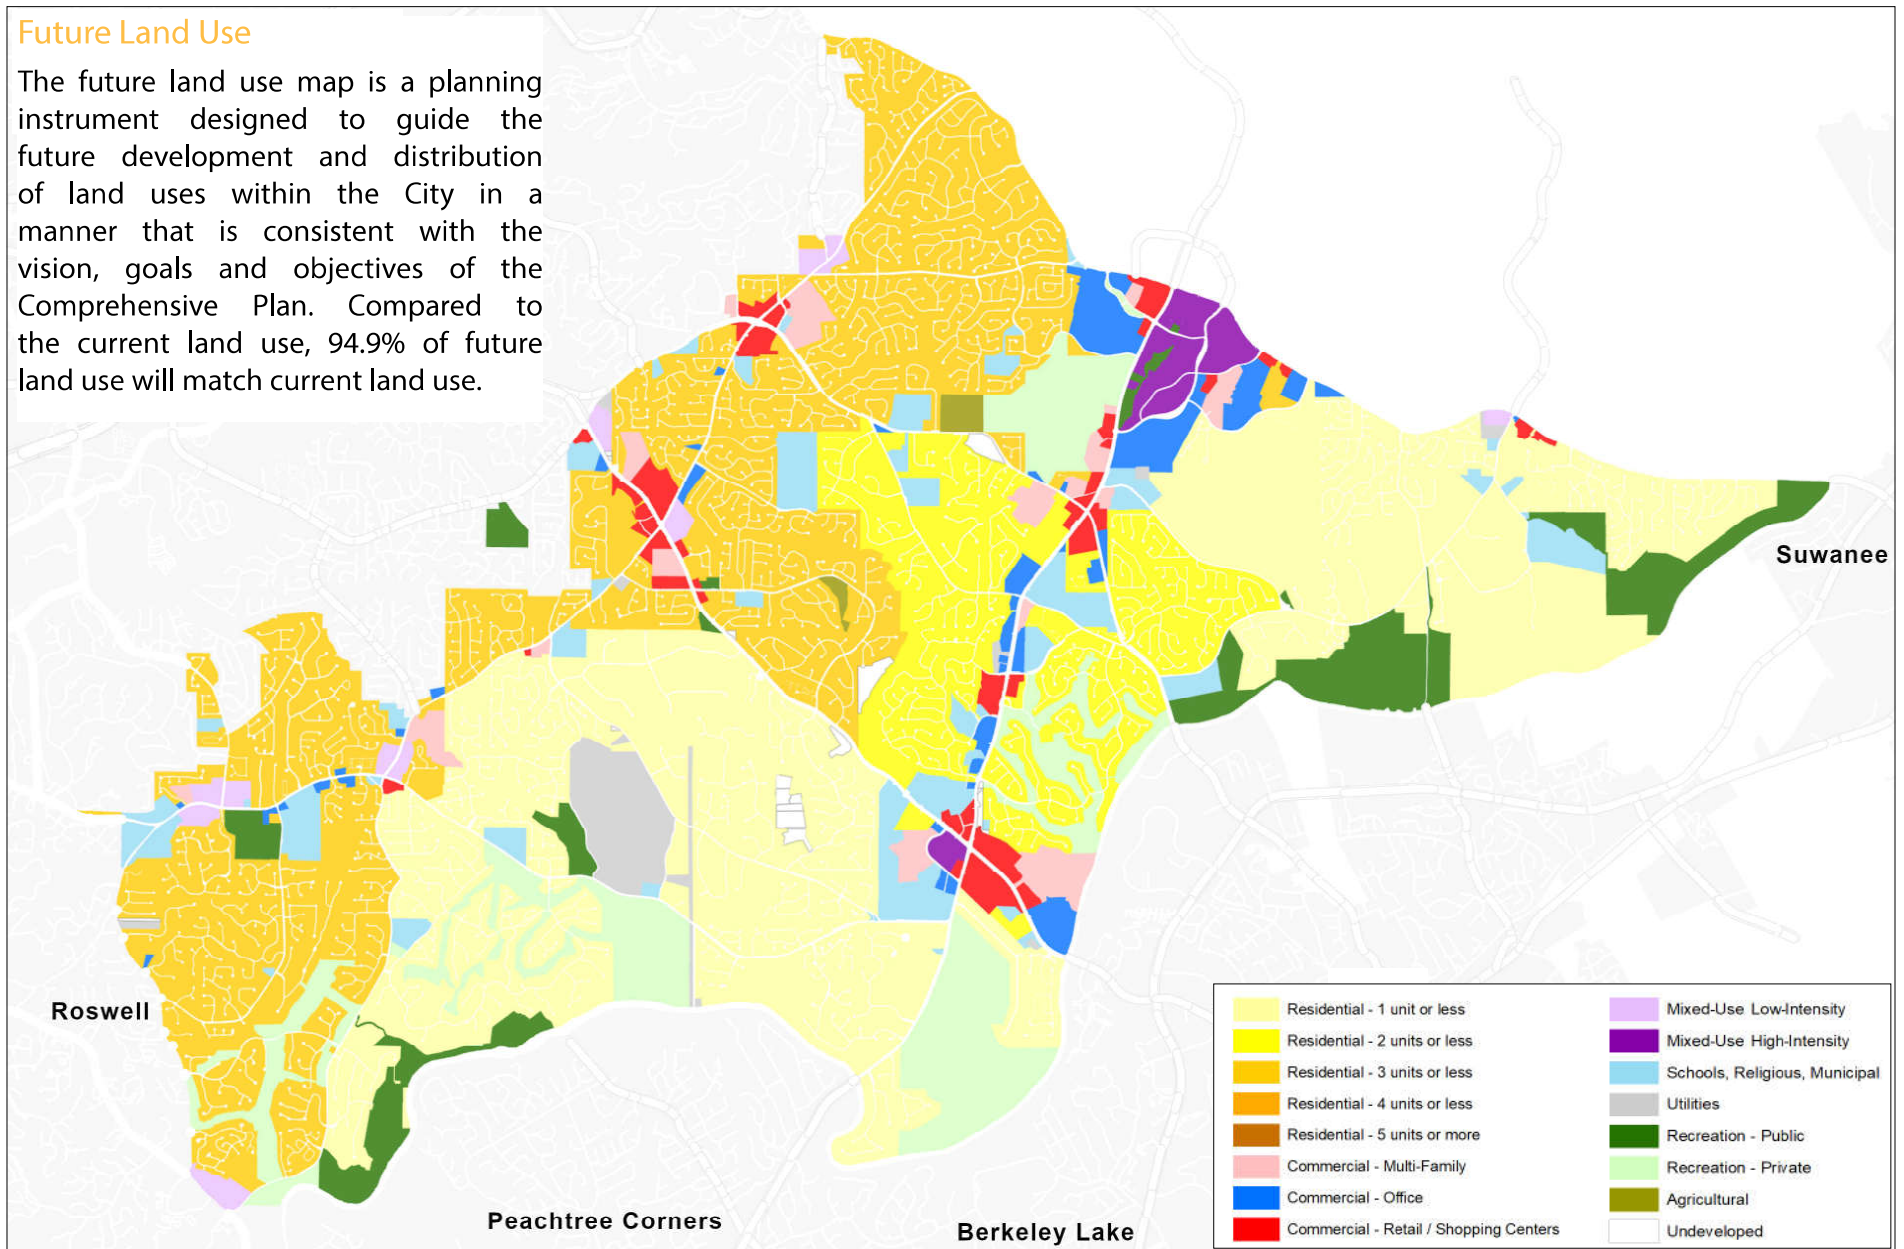 Future Land Use
The future land use map is a planning
instrument designed to guide the
future development and distribution
of land uses within the City in a
manner that is consistent with the
vision, goals and objectives of the
Comprehensive Plan. Compared to
the current land use, 94.9% of future
land use will match current land use.
Suwanee
Roswell
Peachtree Corners
Berkeley Lake
Residential - 1 unit or less
Residential - 2 units or less
Residential - 3 units or less
Residential - 4 units or less
Residential - 5 units or more
Commercial - Multi-Family
Commercial - Office
Commercial - Retail / Shopping Centers
Mixed-Use Low-Intensity
Mixed-Use High-Intensity
Schools, Religious, Municipal
Utilities
Recreation - Public
Recreation - Private
Agricultural
Undeveloped